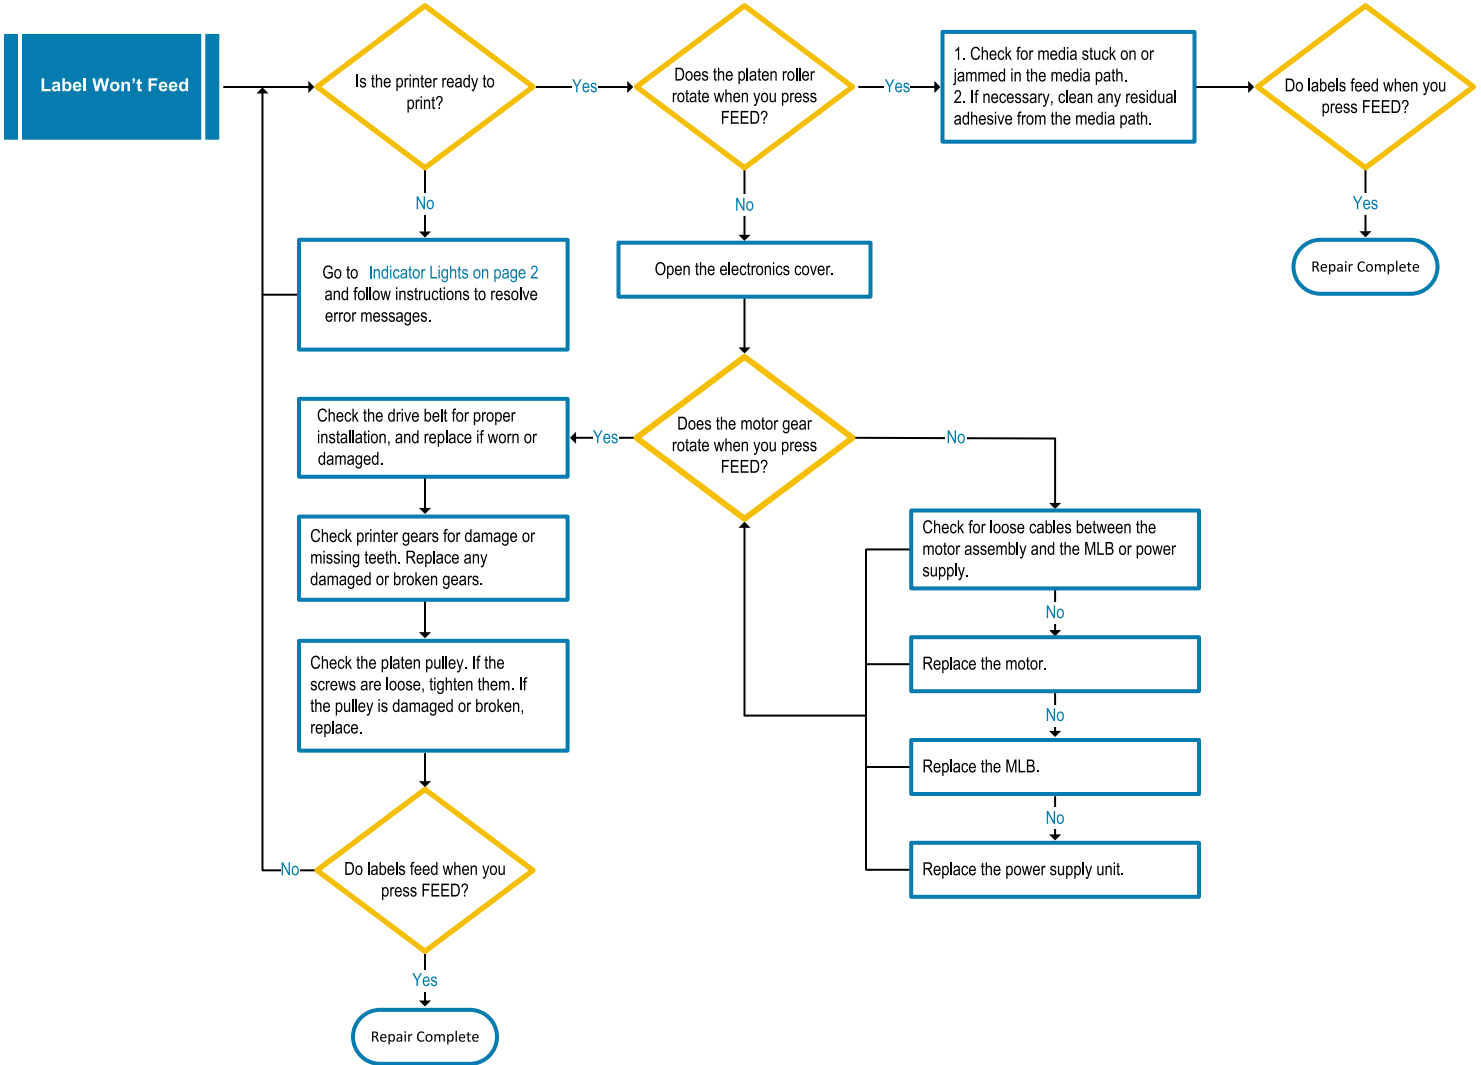 Label Won't Feed
Is the printer ready to
print?
Yes
Does the platen roller
rotate when you press
FEED?
Yes
1. Check for media stuck on or
jammed in the media path.
2. If necessary, clean any residual
adhesive from the media path.
Do labels feed when you
press FEED?
Yes
Repair Complete
No
Go to Indicator Lights on page 2
and follow instructions to resolve
error messages.
No
Open the electronics cover.
Does the motor gear
rotate when you press
FEED?
Yes
Check the drive belt for proper
installation, and replace if worn or
damaged.
Check printer gears for damage or
missing teeth. Replace any
damaged or broken gears.
Check the platen pulley. If the
screws are loose, tighten them. If
the pulley is damaged or broken,
replace.
Do labels feed when you
press FEED?
No
Yes
Repair Complete
No
Check for loose cables between the
motor assembly and the MLB or power
supply.
No
Replace the motor.
No
Replace the MLB.
No
Replace the power supply unit.